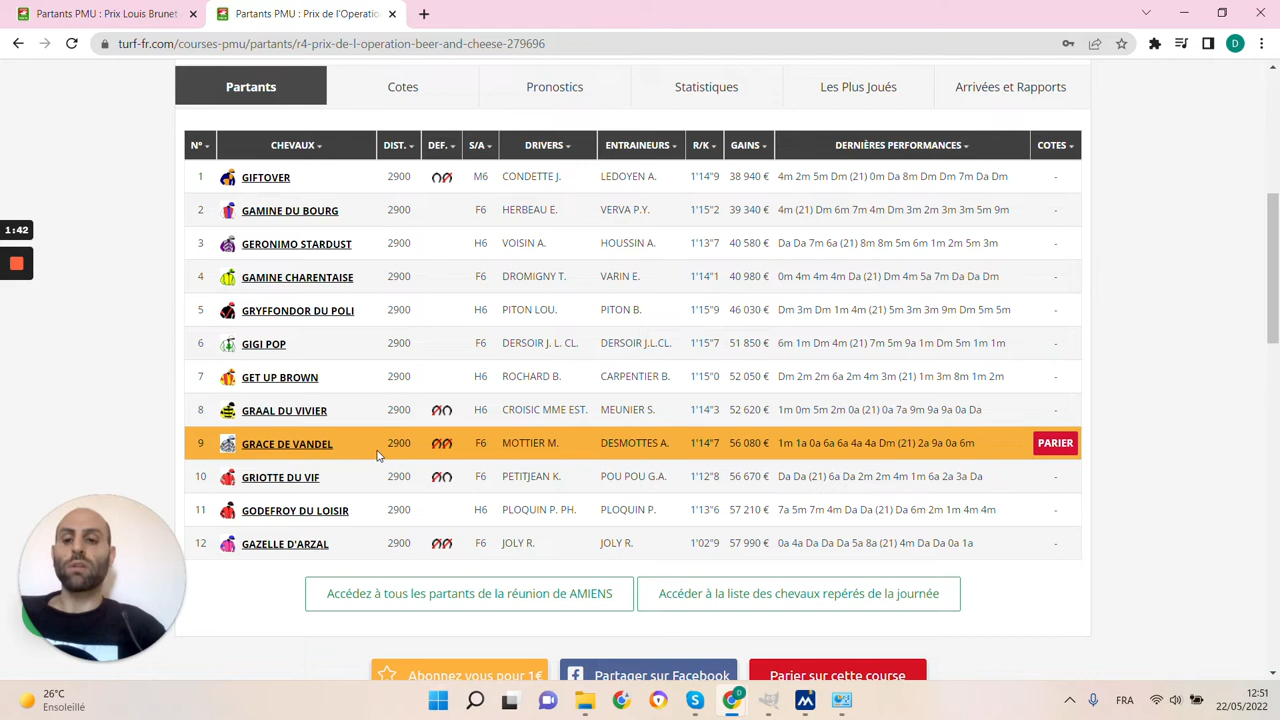 Partants PMU : Prix Louis Brunet
Partants PMU : Prix de l'Operatio
turf-fr.com/courses-pmu/partants/r4-prix-de-l-operation-beer-and-cheese-279696
D
Partants Cotes Pronostics Statistiques Les Plus Joués Arrivées et Rapports
N° CHEVAUX DIST. DEF. S/A DRIVERS ENTRAINEURS R/K GAINS DERNIÈRES PERFORMANCES COTES
1 GIFTOVER 2900 M6 CONDETTE J. LEDOYEN A. 1'14"9 38 940 € 4m 2m 5m Dm (21) 0m Da 8m Dm Dm 7m Da Dm -
2 GAMINE DU BOURG 2900 F6 HERBEAU E. VERVA P.Y. 1'15"2 39 340 € 4m (21) Dm 6m 7m 4m Dm 3m 2m 3m 3m 5m 9m -
3 GERONIMO STARDUST 2900 H6 VOISIN A. HOUSSIN A. 1'13"7 40 580 € Da Da 7m 6a (21) 8m 8m 5m 6m 1m 2m 5m 3m -
4 GAMINE CHARENTAISE 2900 F6 DROMIGNY T. VARIN E. 1'14"1 40 980 € 0m 4m 4m 4m Da (21) Dm 4m 5a 7m Da Da Dm -
5 GRYFFONDOR DU POLI 2900 H6 PITON LOU. PITON B. 1'15"9 46 030 € Dm 3m Dm 1m 4m (21) 5m 3m 3m 9m Dm 5m 5m -
6 GIGI POP 2900 F6 DERSOIR J. L. CL. DERSOIR J.L.CL. 1'15"7 51 850 € 6m 1m Dm 4m (21) 7m 5m 9m 1m Dm 5m 1m 1m -
7 GET UP BROWN 2900 H6 ROCHARD B. CARPENTIER B. 1'15"0 52 050 € Dm 2m 2m 6a 2m 4m 3m (21) 1m 3m 8m 1m 2m -
8 GRAAL DU VIVIER 2900 H6 CROISIC MME EST. MEUNIER S. 1'14"3 52 620 € 1m 0m 5m 2m 0a (21) 0a 7a 9m 3a 9a 0a Da -
9 GRACE DE VANDEL 2900 F6 MOTTIER M. DESMOTTES A. 1'14"7 56 080 € 1m 1a 0a 6a 6a 4a 4a Dm (21) 2a 9a 0a 6m PARIER
10 GRIOTTE DU VIF 2900 F6 PETITJEAN K. POU POU G.A. 1'12"8 56 670 € Da Da (21) 6a Da 2m 2m 4m 1m 6a 2a 3a Da -
11 GODEFROY DU LOISIR 2900 H6 PLOQUIN P. PH. PLOQUIN P. 1'13"6 57 210 € 7a 5m 7m 4m Da Da (21) Da 6m 2m 1m 4m 4m -
12 GAZELLE D'ARZAL 2900 F6 JOLY R. JOLY R. 1'02"9 57 990 € 0a 4a Da Da Da 5a 8a (21) 4m Da Da 0a 1a -
1:42
Accédez à tous les partants de la réunion de AMIENS
Accéder à la liste des chevaux repérés de la journée
Abonnez vous pour 1€
Partager sur Facebook
Parier sur cette course
26°C
Ensoleillé
FRA
12:51
22/05/2022